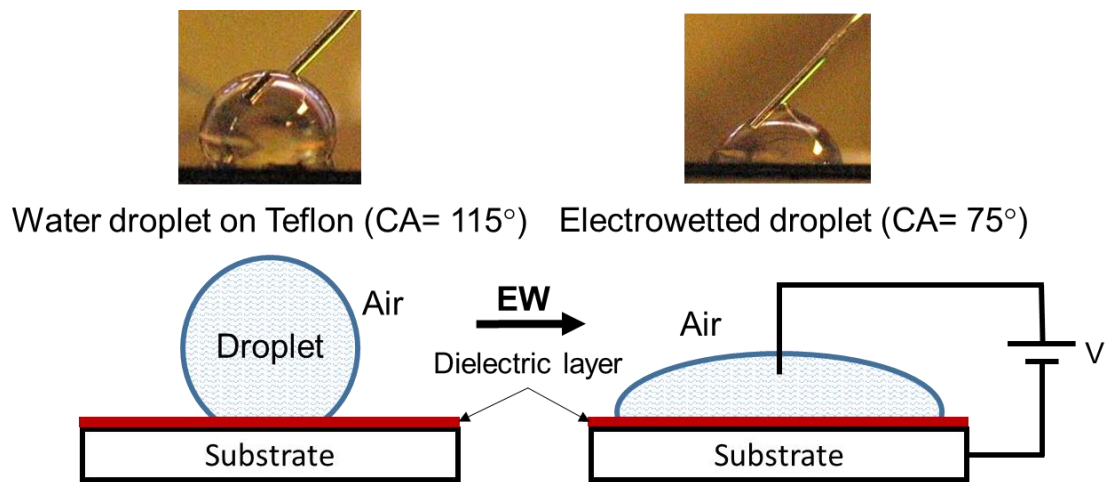 Water droplet on Teflon (CA= 115°)
Electrowetted droplet (CA= 75°)
Air
Droplet
EW
Dielectric layer
Air
V
Substrate
Substrate